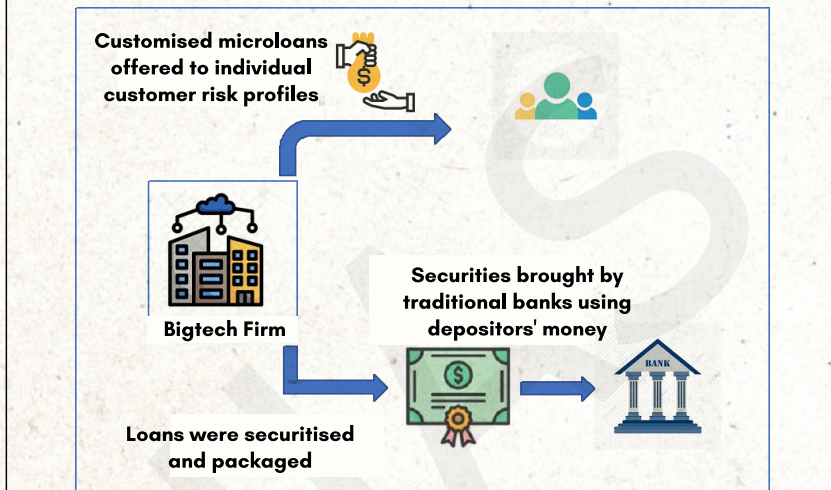 Customised microloans
offered to individual
customer risk profiles
$
Bigtech Firm
Securities brought by
traditional banks using
depositors' money
$
BANK
Loans were securitised
and packaged